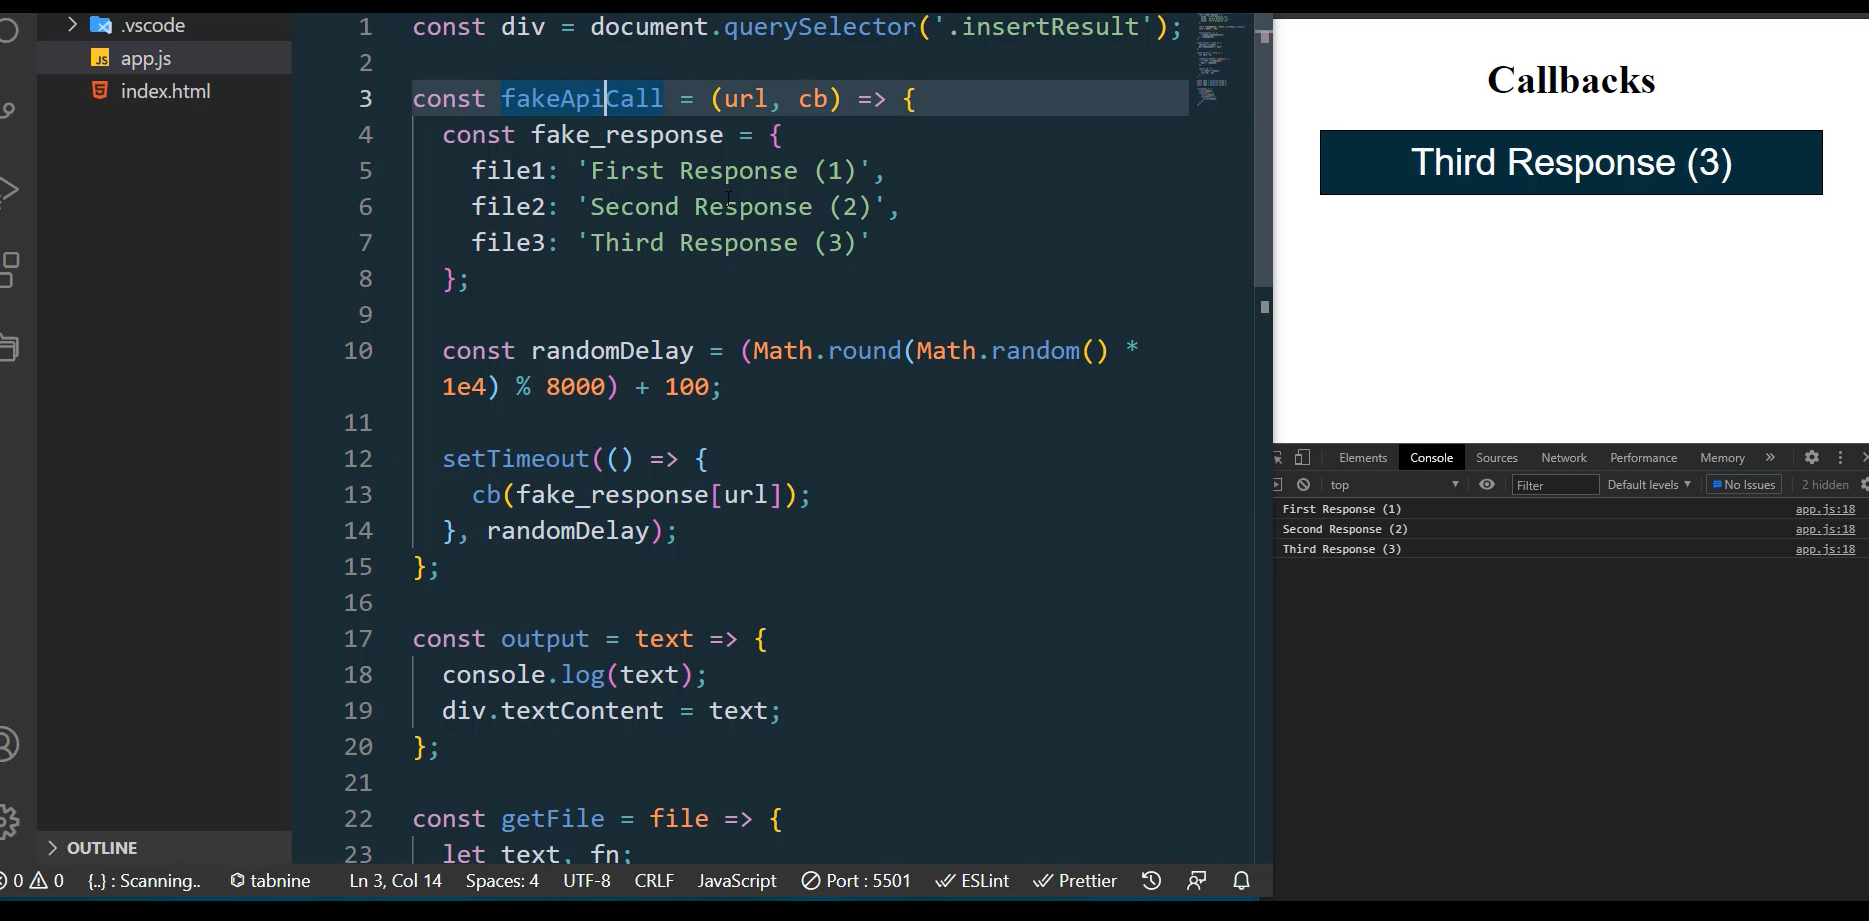 .vscode
app.js
index.html
OUTLINE
1 const div = document.querySelector('.insertResult');
2
3 const fakeApiCall = (url, cb) => {
4 const fake_response = {
5 file1: 'First Response (1)',
6 file2: 'Second Response (2)',
7 file3: 'Third Response (3)'
8 };
9
10 const randomDelay = (Math.round(Math.random() *
1e4) % 8000) + 100;
11
12 setTimeout(() => {
13 cb(fake_response[url]);
14 }, randomDelay);
15 };
16
17 const output = text => {
18 console.log(text);
19 div.textContent = text;
20 };
21
22 const getFile = file => {
23 let text, fn;
Callbacks
Third Response (3)
Elements Console Sources Network Performance Memory »
top Filter Default levels No Issues 2 hidden
First Response (1) app.js:18
Second Response (2) app.js:18
Third Response (3) app.js:18
0 0 {..} : Scanning.. tabnine Ln 3, Col 14 Spaces: 4 UTF-8 CRLF JavaScript Port : 5501 ESLint Prettier